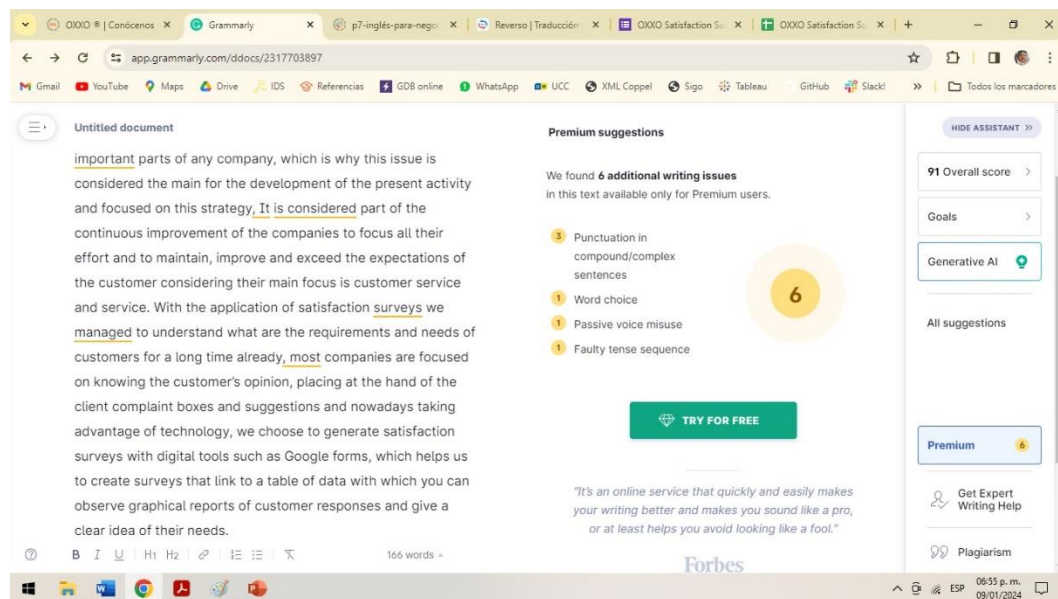 OXXO ® | Conócenos
Grammarly
p7-inglés-para-nego
Reverso | Traducción
OXXO Satisfaction Su
OXXO Satisfaction Su
app.grammarly.com/ddocs/2317703897
Gmail YouTube Maps Drive IDS Referencias GDB online WhatsApp UCC XML Coppel Sigo Tableau GitHub Slack! Todos los marcadores
Untitled document
important parts of any company, which is why this issue is
considered the main for the development of the present activity
and focused on this strategy, It is considered part of the
continuous improvement of the companies to focus all their
effort and to maintain, improve and exceed the expectations of
the customer considering their main focus is customer service
and service. With the application of satisfaction surveys we
managed to understand what are the requirements and needs of
customers for a long time already, most companies are focused
on knowing the customer's opinion, placing at the hand of the
client complaint boxes and suggestions and nowadays taking
advantage of technology, we choose to generate satisfaction
surveys with digital tools such as Google forms, which helps us
to create surveys that link to a table of data with which you can
observe graphical reports of customer responses and give a
clear idea of their needs.
B I U H1 H2
166 words
Premium suggestions
We found 6 additional writing issues
in this text available only for Premium users.
3 Punctuation in
compound/complex
sentences
1 Word choice
1 Passive voice misuse
1 Faulty tense sequence
6
TRY FOR FREE
"It's an online service that quickly and easily makes
your writing better and makes you sound like a pro,
or at least helps you avoid looking like a fool."
Forbes
HIDE ASSISTANT
91 Overall score
Goals
Generative AI
All suggestions
Premium 6
Get Expert
Writing Help
Plagiarism
ESP
06:55 p. m.
09/01/2024